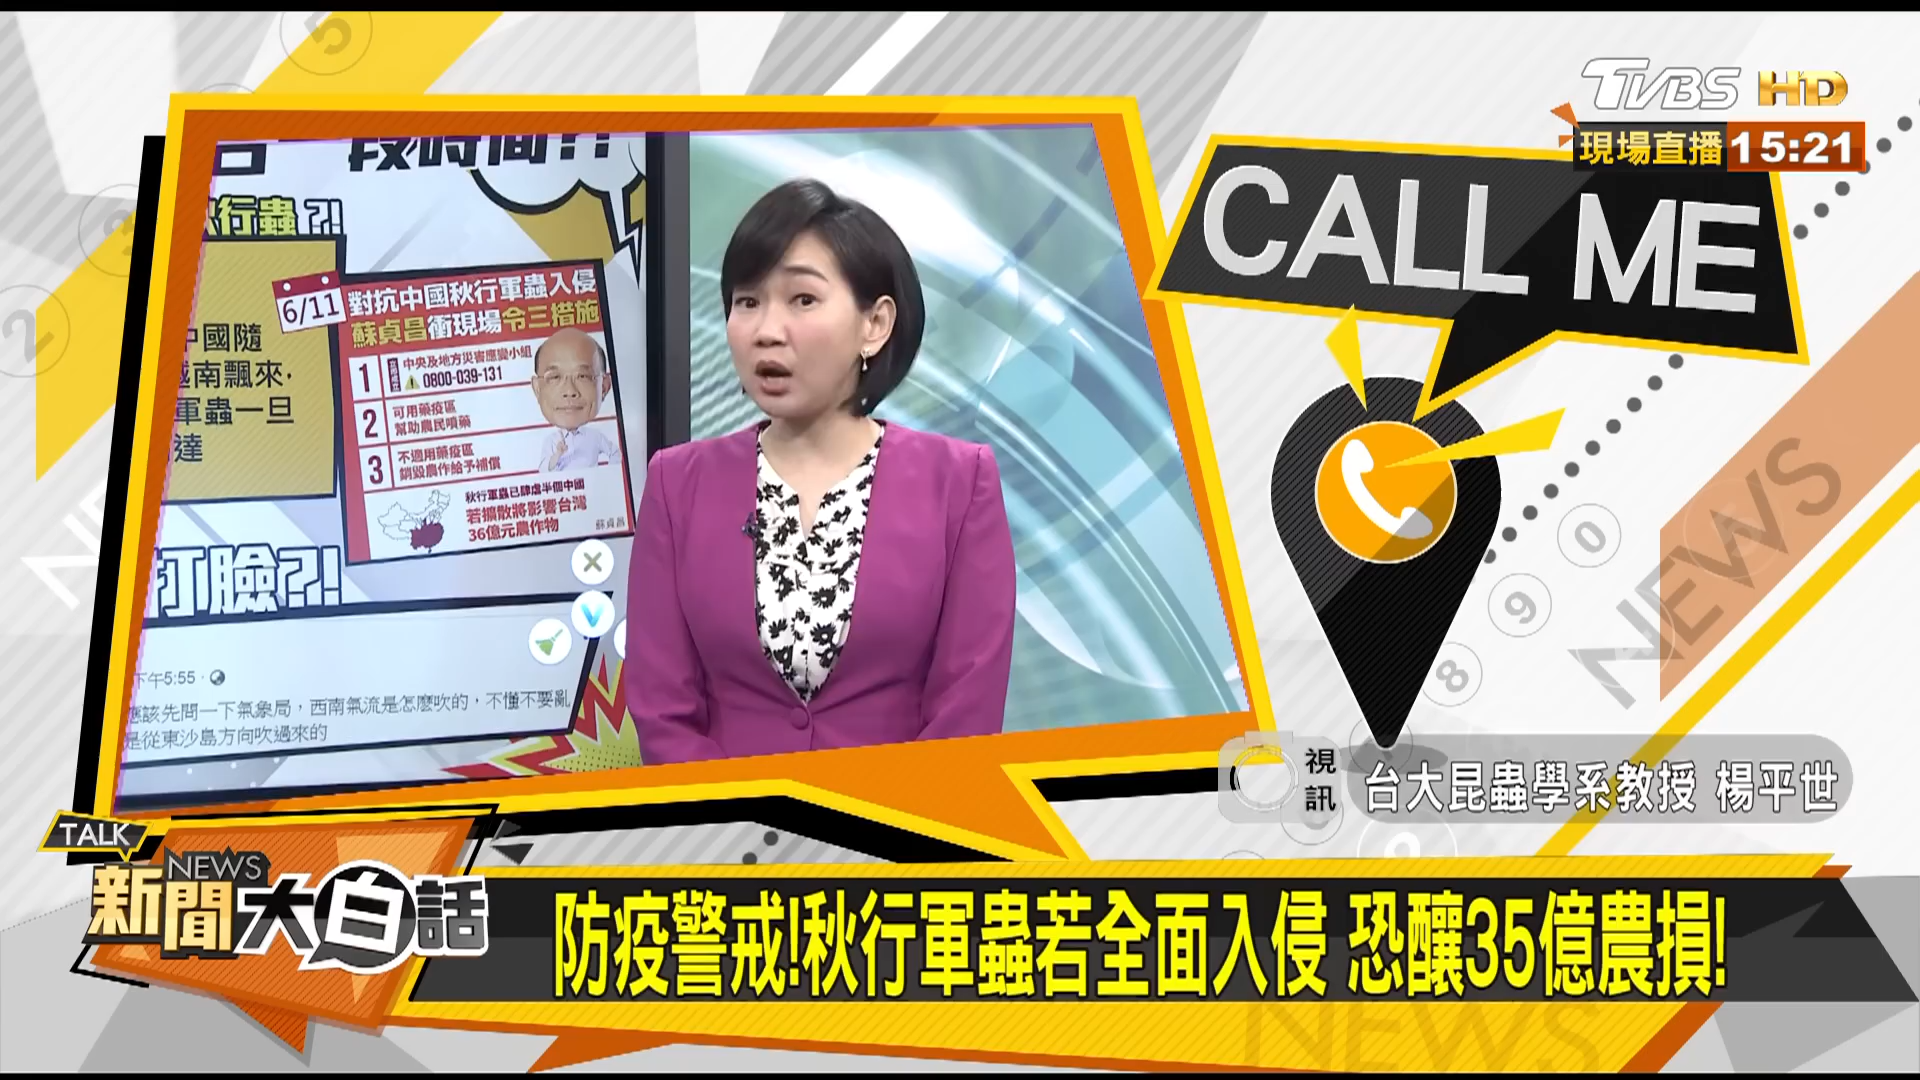 TVBS HD
現場直播 15:21
CALL ME
段時間?!
行蟲?!
中國隨
越南飄來.
軍蟲一旦
達
6/11
對抗中國秋行軍蟲入侵
蘇貞昌衝現場令三措施
1 立即成立 中央及地方災害應變小組
0800-039-131
2 可用藥疫區
幫助農民噴藥
3 不適用藥疫區
銷毀農作給予補償
秋行軍蟲已肆虐半個中國
若擴散將影響台灣
36億元農作物
蘇貞昌
打臉?!
下午5:55
應該先問一下氣象局，西南氣流是怎麼吹的，不懂不要亂
是從東沙島方向吹過來的
NEWS
視訊
台大昆蟲學系教授 楊平世
TALK
NEWS
新聞大白話
防疫警戒!秋行軍蟲若全面入侵 恐釀35億農損!
NEWS